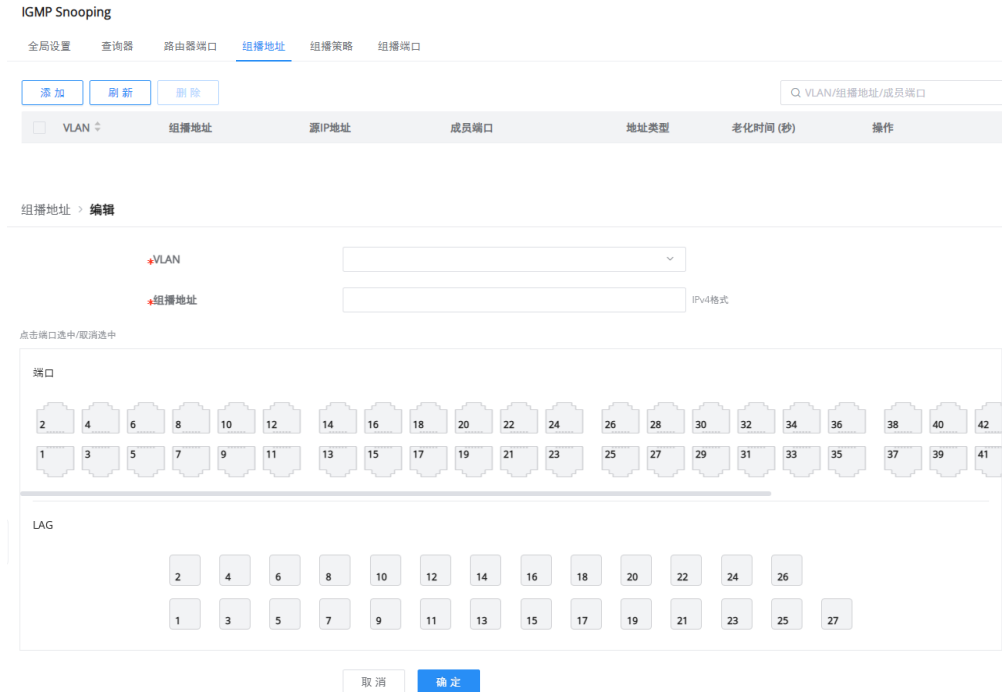 IGMP Snooping
全局设置 查询器 路由器端口 组播地址 组播策略 组播端口
添加 刷新 删除 VLAN/组播地址/成员端口
VLAN 组播地址 源IP地址 成员端口 地址类型 老化时间 (秒) 操作
组播地址 > 编辑
*VLAN
*组播地址 IPv4格式
点击端口选中/取消选中
端口
2 4 6 8 10 12 14 16 18 20 22 24 26 28 30 32 34 36 38 40 42
1 3 5 7 9 11 13 15 17 19 21 23 25 27 29 31 33 35 37 39 41
LAG
2 4 6 8 10 12 14 16 18 20 22 24 26
1 3 5 7 9 11 13 15 17 19 21 23 25 27
取消 确定